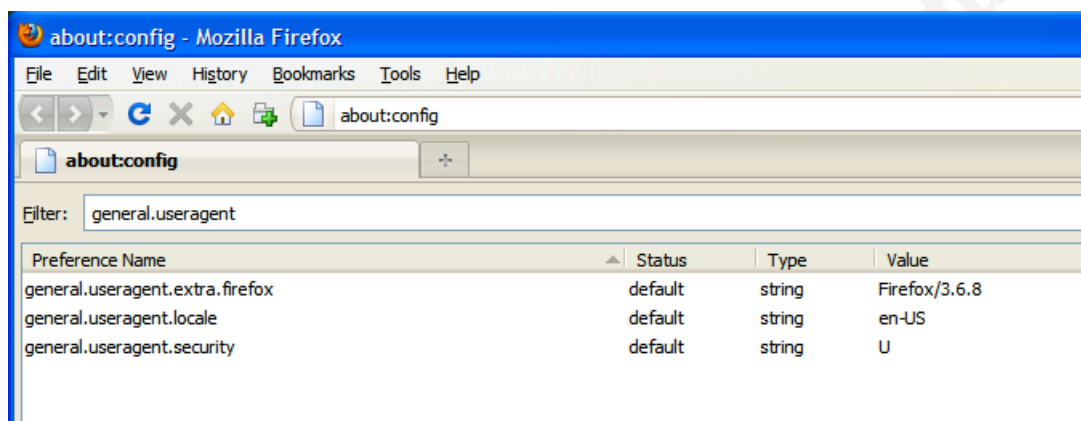 about:config - Mozilla Firefox
File Edit View History Bookmarks Tools Help
about:config
about:config
Filter: general.useragent
Preference Name Status Type Value
general.useragent.extra.firefox default string Firefox/3.6.8
general.useragent.locale default string en-US
general.useragent.security default string U